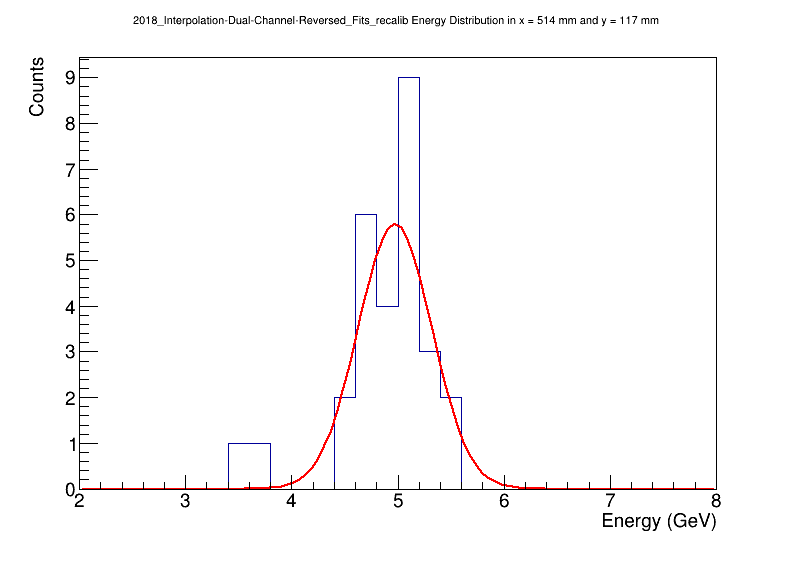 2018_Interpolation-Dual-Channel-Reversed_Fits_recalib Energy Distribution in x = 514 mm and y = 117 mm
Counts
9
8
7
6
5
4
3
2
1
0
2 3 4 5 6 7 8
Energy (GeV)